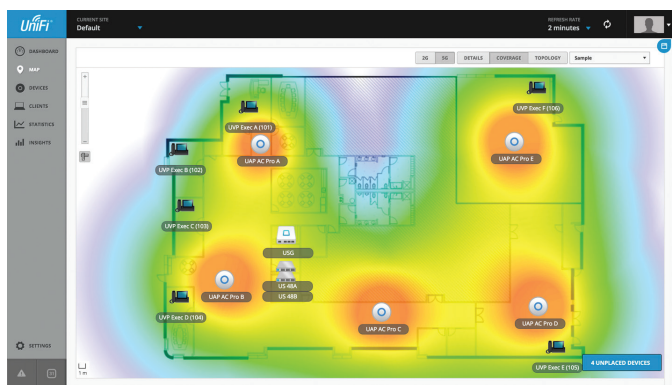 UniFi
CURRENT SITE
Default
REFRESH RATE
2 minutes
DASHBOARD
MAP
DEVICES
CLIENTS
STATISTICS
INSIGHTS
SETTINGS
2G
5G
DETAILS
COVERAGE
TOPOLOGY
Sample
UVP Exec A (101)
UAP AC Pro A
UVP Exec B (102)
UVP Exec C (103)
UVP Exec F (106)
UAP AC Pro E
USG
US 48A
US 48B
UAP AC Pro B
UVP Exec D (104)
UAP AC Pro C
UAP AC Pro D
UVP Exec E (105)
4 UNPLACED DEVICES
1 m